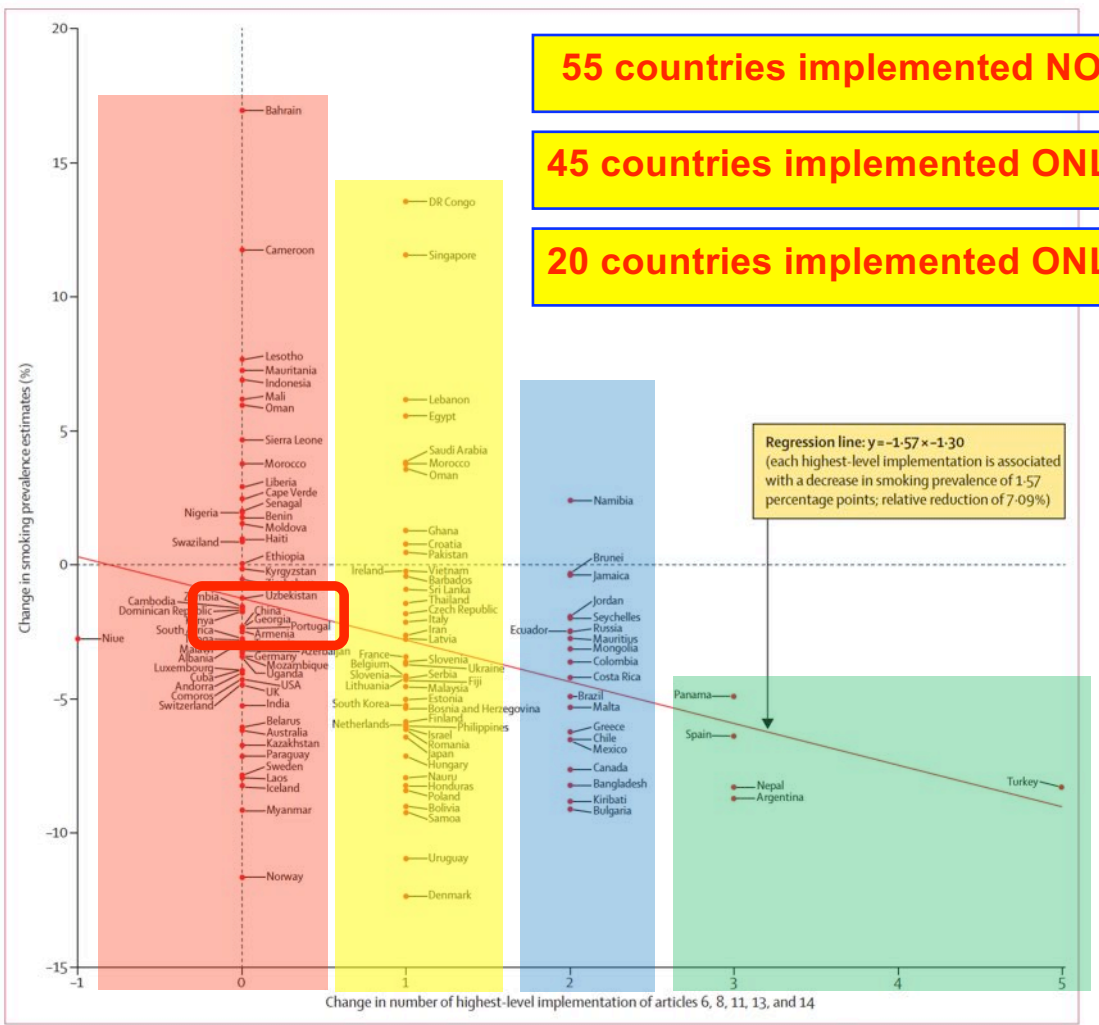 55 countries implemented NO
45 countries implemented ONL
20 countries implemented ONL
20
15
10
5
0
−5
−10
−15
Change in smoking prevalence estimates (%)
Bahrain
Cameroon
Lesotho
Mauritania
Indonesia
Mali
Oman
Sierra Leone
Morocco
Liberia
Cape Verde
Senagal
Nigeria
Benin
Moldova
Haiti
Swaziland
Ethiopia
Kyrgyzstan
Uzbekistan
Zambia
Cambodia
Dominican Republic
China
Kenya
Georgia
Portugal
South Africa
Armenia
Niue
Malawi
Azerbaijan
Albania
Germany
Mozambique
Luxembourg
Uganda
Cuba
USA
Andorra
UK
Comoros
Switzerland
India
Belarus
Australia
Kazakhstan
Paraguay
Sweden
Laos
Iceland
Myanmar
Norway
DR Congo
Singapore
Lebanon
Egypt
Saudi Arabia
Morocco
Oman
Ghana
Croatia
Pakistan
Ireland
Vietnam
Barbados
Sri Lanka
Thailand
Czech Republic
Italy
Iran
Latvia
France
Slovenia
Belgium
Ukraine
Slovenia
Serbia
Fiji
Lithuania
Malaysia
Estonia
South Korea
Bosnia and Herzegovina
Finland
Netherlands
Philippines
Israel
Romania
Japan
Hungary
Nauru
Honduras
Poland
Bolivia
Samoa
Uruguay
Denmark
Namibia
Brunei
Jamaica
Jordan
Seychelles
Ecuador
Russia
Mauritius
Mongolia
Colombia
Costa Rica
Brazil
Malta
Greece
Chile
Mexico
Canada
Bangladesh
Kiribati
Bulgaria
Regression line: y=−1·57 × −1·30
(each highest-level implementation is associated
with a decrease in smoking prevalence of 1·57
percentage points; relative reduction of 7·09%)
Panama
Spain
Nepal
Argentina
Turkey
−1
0
1
2
3
4
5
Change in number of highest-level implementation of articles 6, 8, 11, 13, and 14